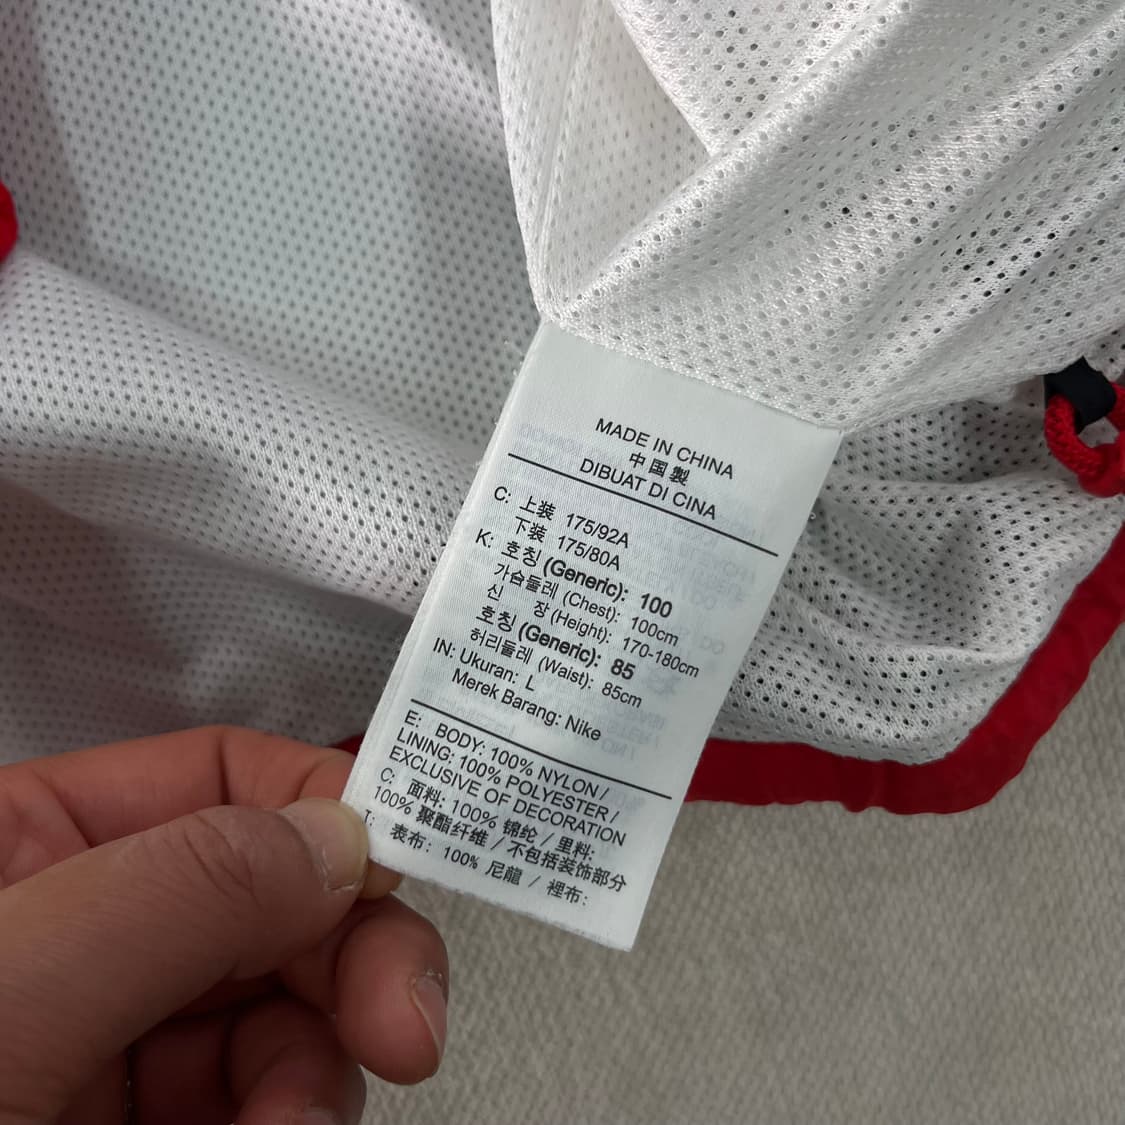 MADE IN CHINA
中国製
DIBUAT DI CINA
C: 上装 175/92A
下装 175/80A
K: 호칭 (Generic): 100
가슴둘레 (Chest): 100cm
신 장 (Height): 170-180cm
호칭 (Generic): 85
허리둘레 (Waist): 85cm
IN: Ukuran: L
Merek Barang: Nike
E: BODY: 100% NYLON /
LINING: 100% POLYESTER /
EXCLUSIVE OF DECORATION
C: 面料: 100% 锦纶 / 里料:
100% 聚酯纤维 / 不包括装饰部分
T: 表布: 100% 尼龍 / 裡布: